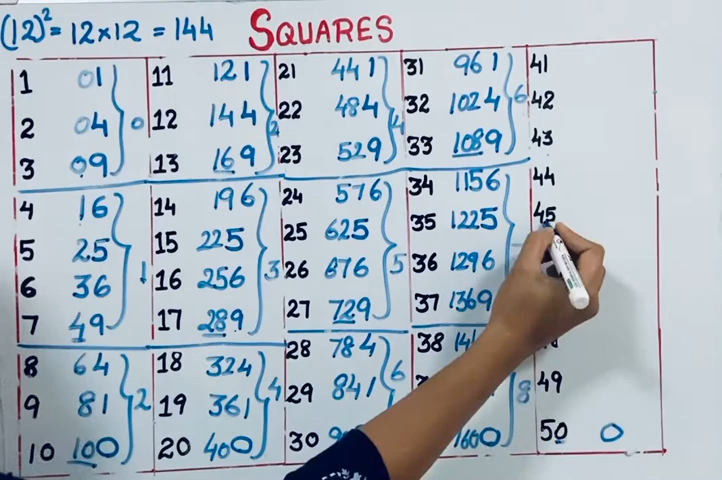 (12)² = 12 × 12 = 144 SQUARES
1 01 11 121 21 441 31 961 41
2 04 0 12 144 2 22 484 4 32 1024 6 42
3 09 13 169 23 529 33 1089 43
4 16 14 196 24 576 34 1156 44
5 25 15 225 25 625 35 1225 45
6 36 1 16 256 3 26 676 5 36 1296
7 49 17 289 27 729 37 1369
8 64 18 324 28 784 38
9 81 2 19 361 4 29 841 6 8 49
10 100 20 400 30 1600 50 0